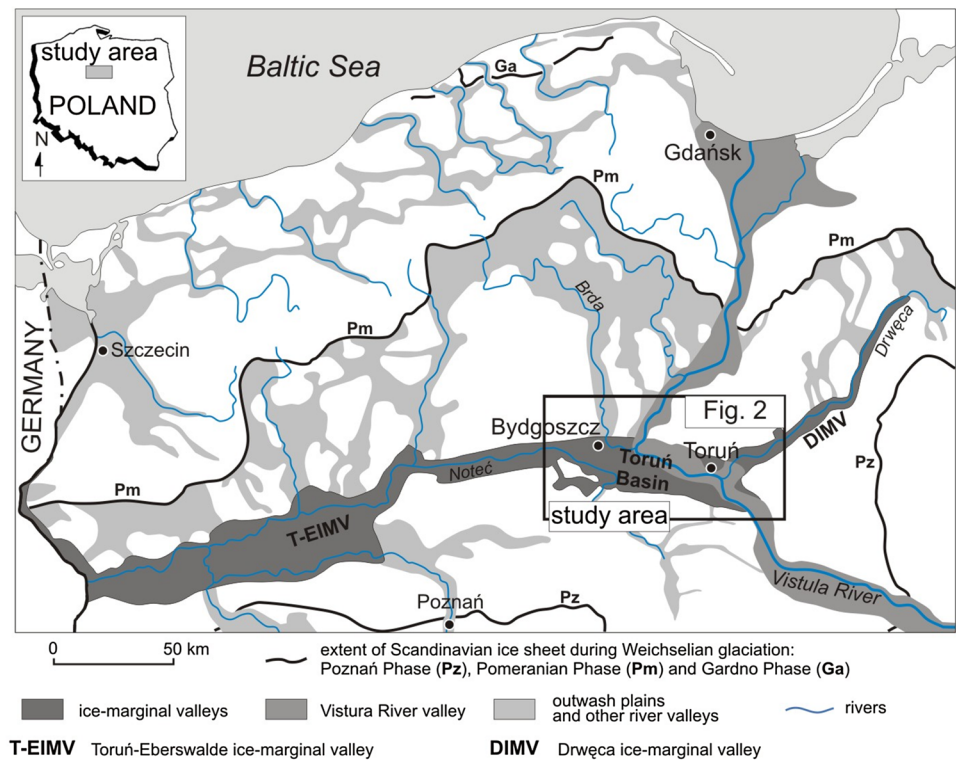 study area
POLAND
N
Baltic Sea
Ga
Gdańsk
Pm
Pm
Brda
Drwęca
Pm
Szczecin
GERMANY
Fig. 2
Bydgoszcz
Toruń
DIMV
Toruń
Basin
Noteć
Pz
Pm
study area
T-EIMV
Vistula River
Poznań
Pz
0 50 km
extent of Scandinavian ice sheet during Weichselian glaciation:
Poznań Phase (Pz), Pomeranian Phase (Pm) and Gardno Phase (Ga)
ice-marginal valleys
Vistura River valley
outwash plains
and other river valleys
rivers
T-EIMV Toruń-Eberswalde ice-marginal valley
DIMV Drwęca ice-marginal valley